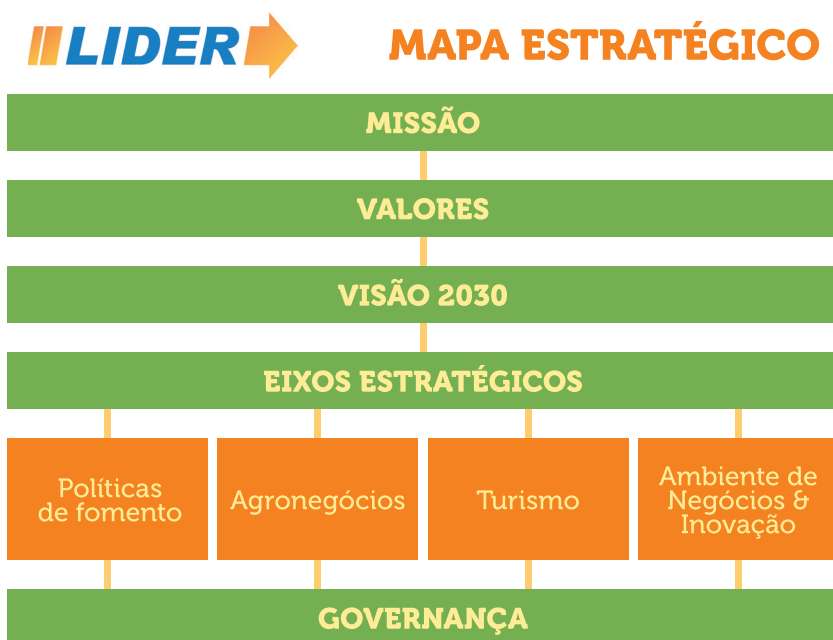 LIDER
MAPA ESTRATÉGICO
MISSÃO
VALORES
VISÃO 2030
EIXOS ESTRATÉGICOS
Políticas
de fomento
Agronegócios
Turismo
Ambiente de
Negócios &
Inovação
GOVERNANÇA